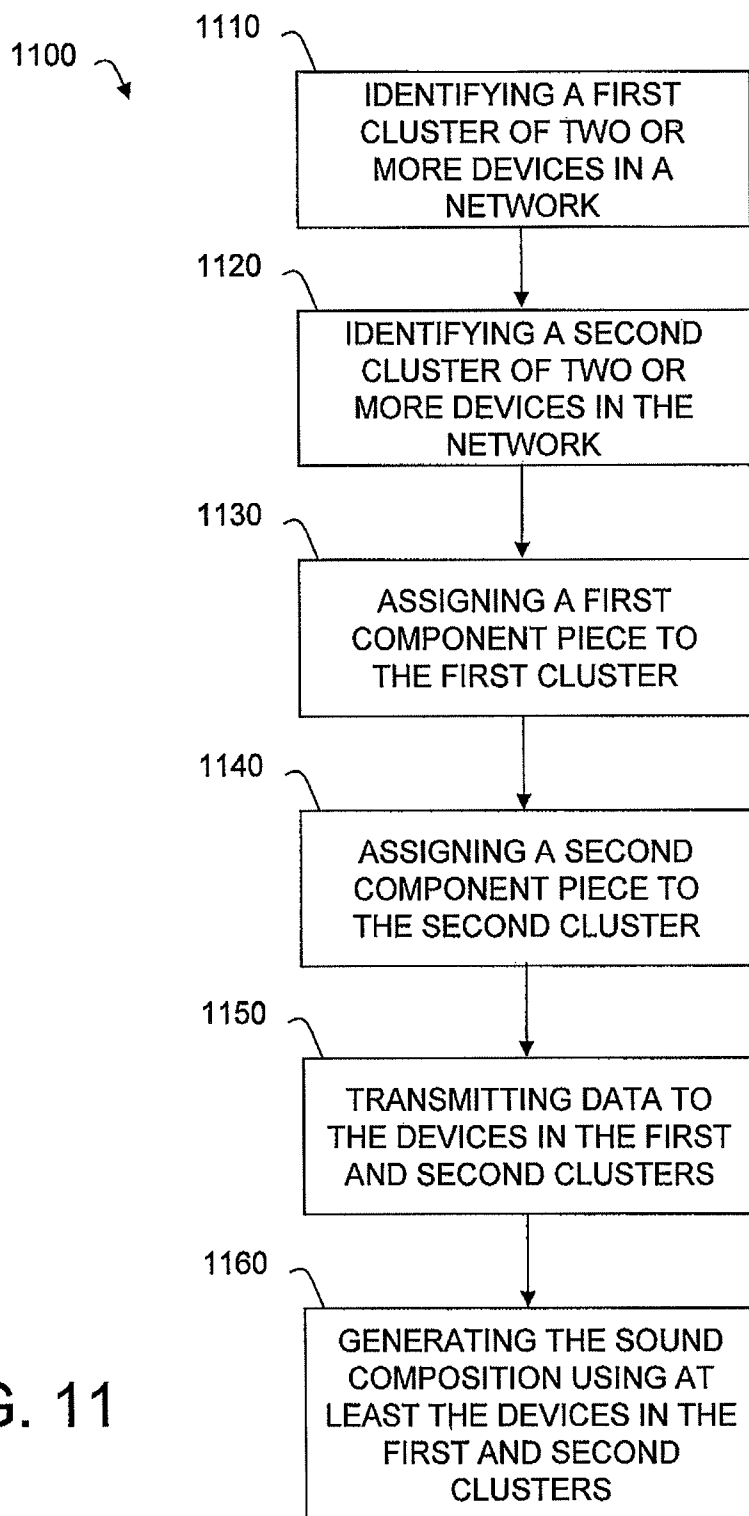 1100
1110
IDENTIFYING A FIRST
CLUSTER OF TWO OR
MORE DEVICES IN A
NETWORK
1120
IDENTIFYING A SECOND
CLUSTER OF TWO OR
MORE DEVICES IN THE
NETWORK
1130
ASSIGNING A FIRST
COMPONENT PIECE TO
THE FIRST CLUSTER
1140
ASSIGNING A SECOND
COMPONENT PIECE TO
THE SECOND CLUSTER
1150
TRANSMITTING DATA TO
THE DEVICES IN THE FIRST
AND SECOND CLUSTERS
1160
GENERATING THE SOUND
COMPOSITION USING AT
LEAST THE DEVICES IN THE
FIRST AND SECOND
CLUSTERS
G. 11